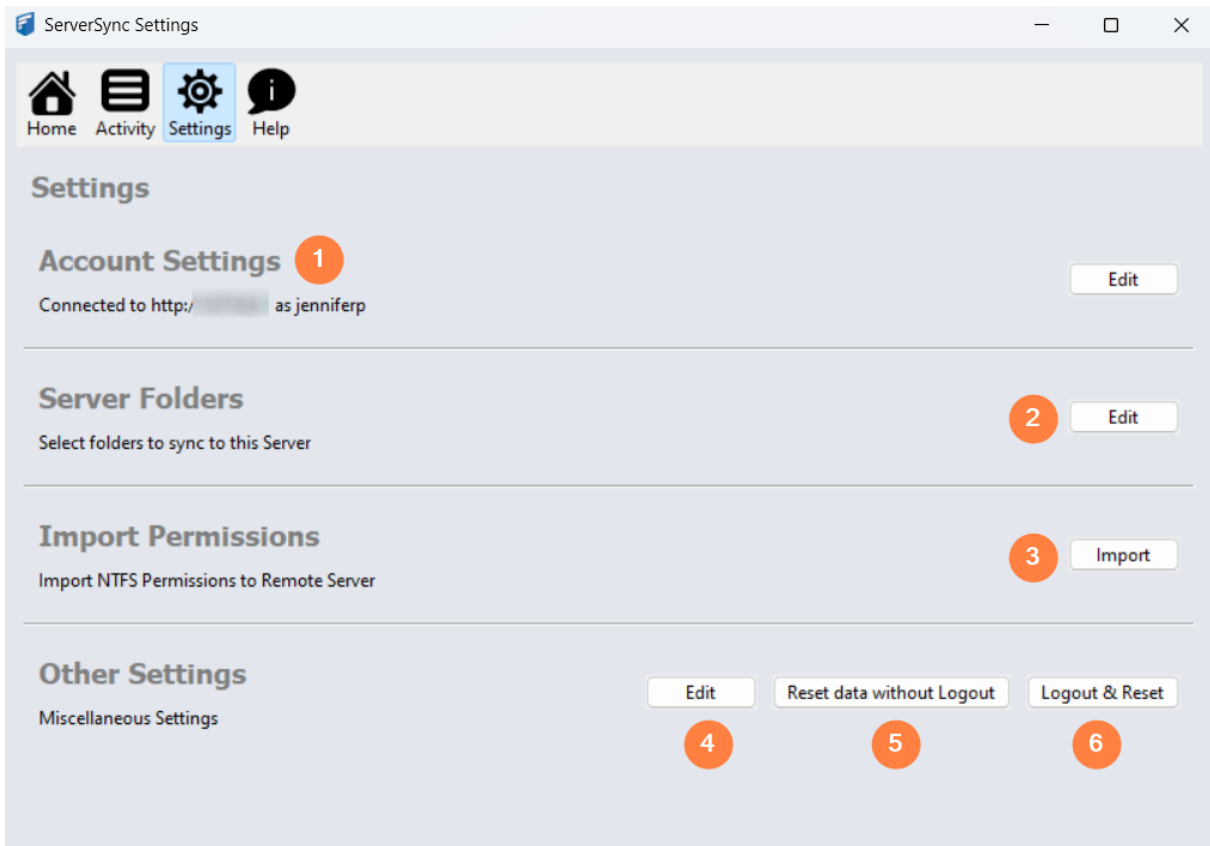 ServerSync Settings
Home Activity Settings Help
Settings
Account Settings 1
Edit
Connected to http:/ as jenniferp
Server Folders
2 Edit
Select folders to sync to this Server
Import Permissions
3 Import
Import NTFS Permissions to Remote Server
Other Settings
Edit Reset data without Logout Logout & Reset
Miscellaneous Settings
4 5 6